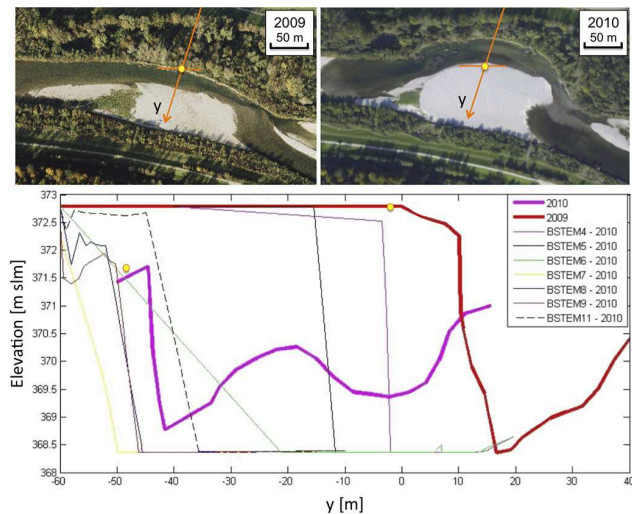 2009
50 m
y
2010
50 m
y
Elevation [m slm]
373
372.5
372
371.5
371
370.5
370
369.5
369
368.5
368
-60
-50
-40
-30
-20
-10
0
10
20
30
40
y [m]
2010
2009
BSTEM4 - 2010
BSTEM5 - 2010
BSTEM6 - 2010
BSTEM7 - 2010
BSTEM8 - 2010
BSTEM9 - 2010
BSTEM11 - 2010